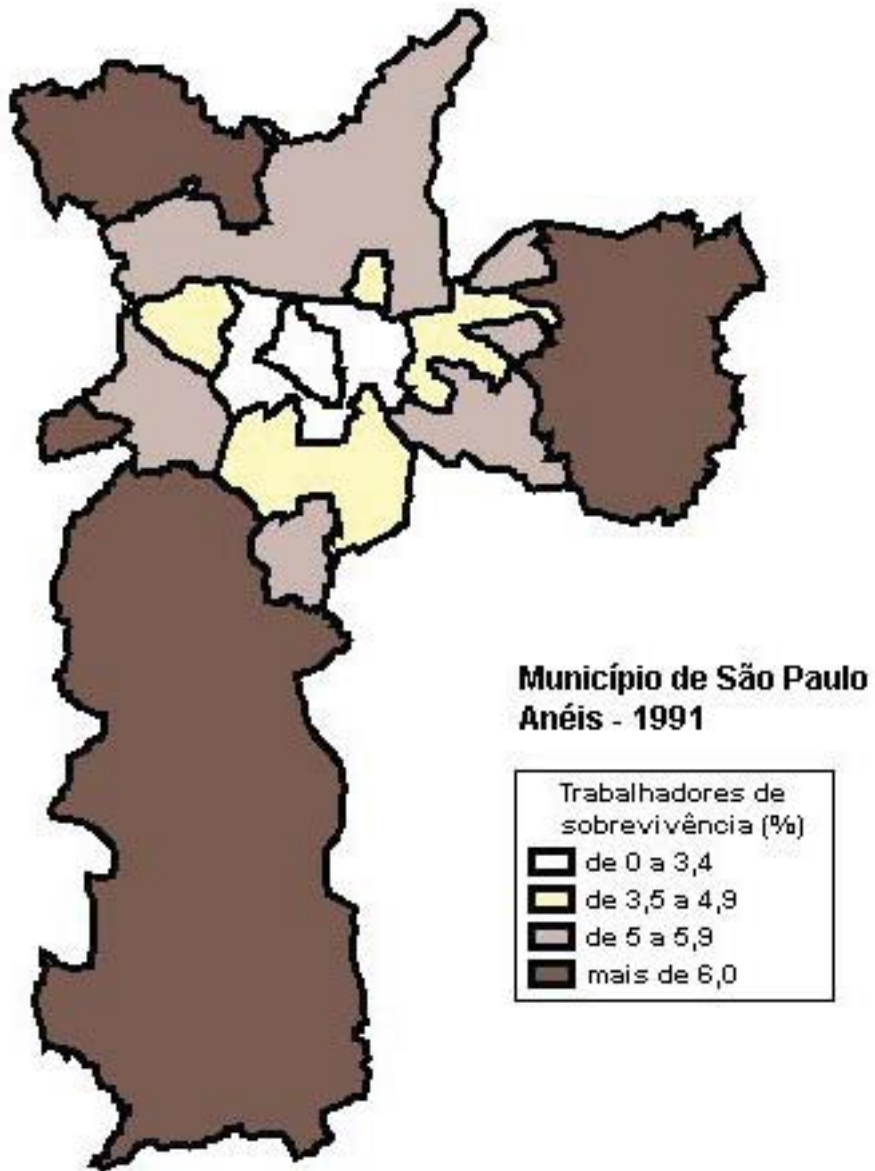 Município de São Paulo
Anéis - 1991
Trabalhadores de
sobrevivência (%)
de 0 a 3,4
de 3,5 a 4,9
de 5 a 5,9
mais de 6,0